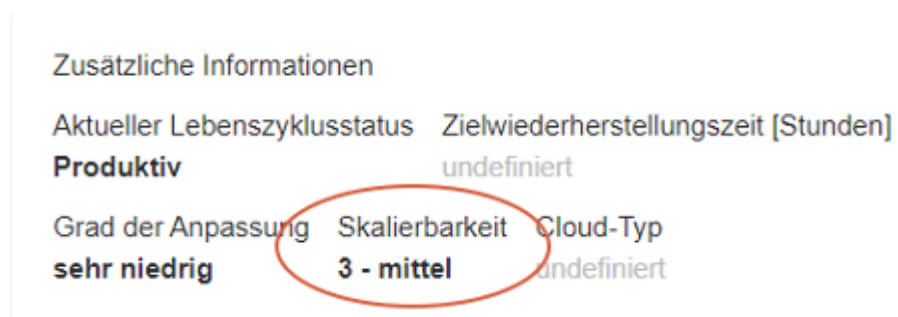 Zusätzliche Informationen
Aktueller Lebenszyklusstatus Zielwiederherstellungszeit [Stunden]
Produktiv undefiniert
Grad der Anpassung Skalierbarkeit Cloud-Typ
sehr niedrig 3 - mittel undefiniert